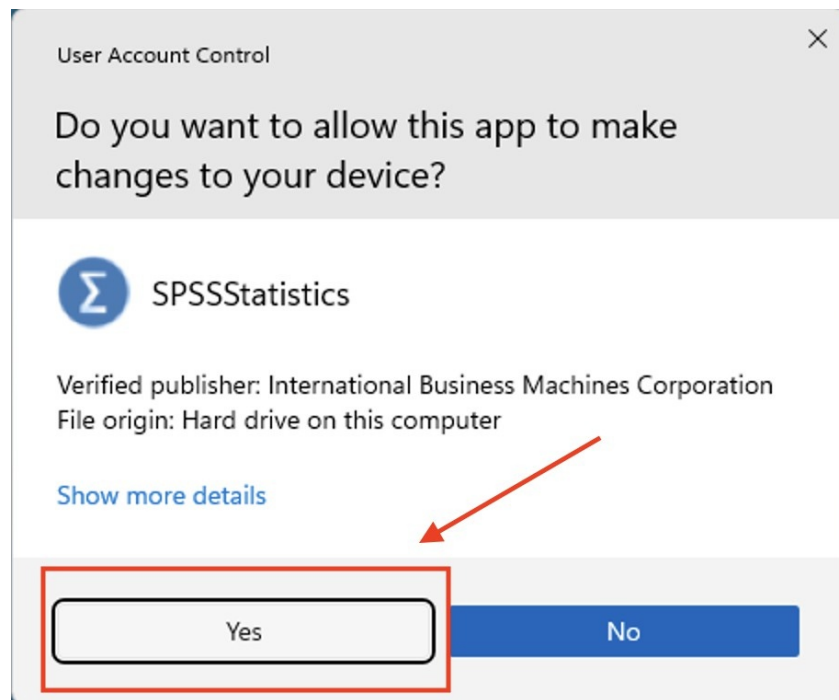 User Account Control
Do you want to allow this app to make
changes to your device?
Σ
SPSSStatistics
Verified publisher: International Business Machines Corporation
File origin: Hard drive on this computer
Show more details
Yes
No